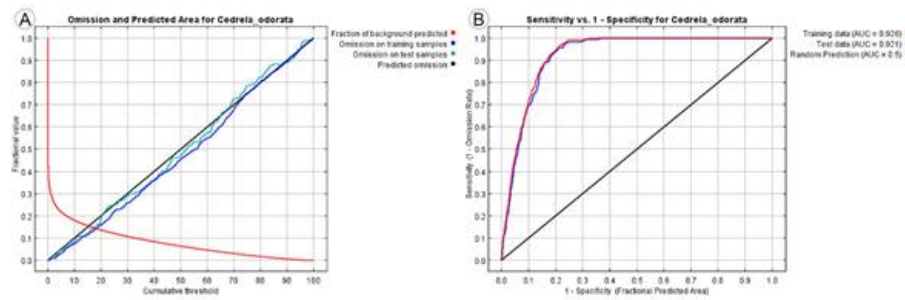 A
Omission and Predicted Area for Cedrela_odorata
Fraction of background predicted
Omission on training samples
Omission on test samples
Predicted omission
Fractional value
1.0
0.9
0.8
0.7
0.6
0.5
0.4
0.3
0.2
0.1
0.0
0 10 20 30 40 50 60 70 80 90 100
Cumulative threshold
B
Sensitivity vs. 1 - Specificity for Cedrela_odorata
Training data (AUC = 0.926)
Test data (AUC = 0.921)
Random Prediction (AUC = 0.5)
Sensitivity (1 - Omission Rate)
1.0
0.9
0.8
0.7
0.6
0.5
0.4
0.3
0.2
0.1
0.0
0.0 0.1 0.2 0.3 0.4 0.5 0.6 0.7 0.8 0.9 1.0
1 - Specificity (Fractional Predicted Area)